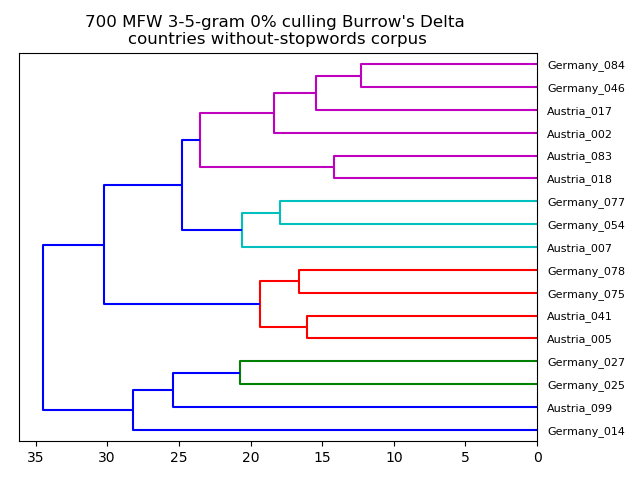 700 MFW 3-5-gram 0% culling Burrow's Delta
countries without-stopwords corpus
Germany_084
Germany_046
Austria_017
Austria_002
Austria_083
Austria_018
Germany_077
Germany_054
Austria_007
Germany_078
Germany_075
Austria_041
Austria_005
Germany_027
Germany_025
Austria_099
Germany_014
35 30 25 20 15 10 5 0